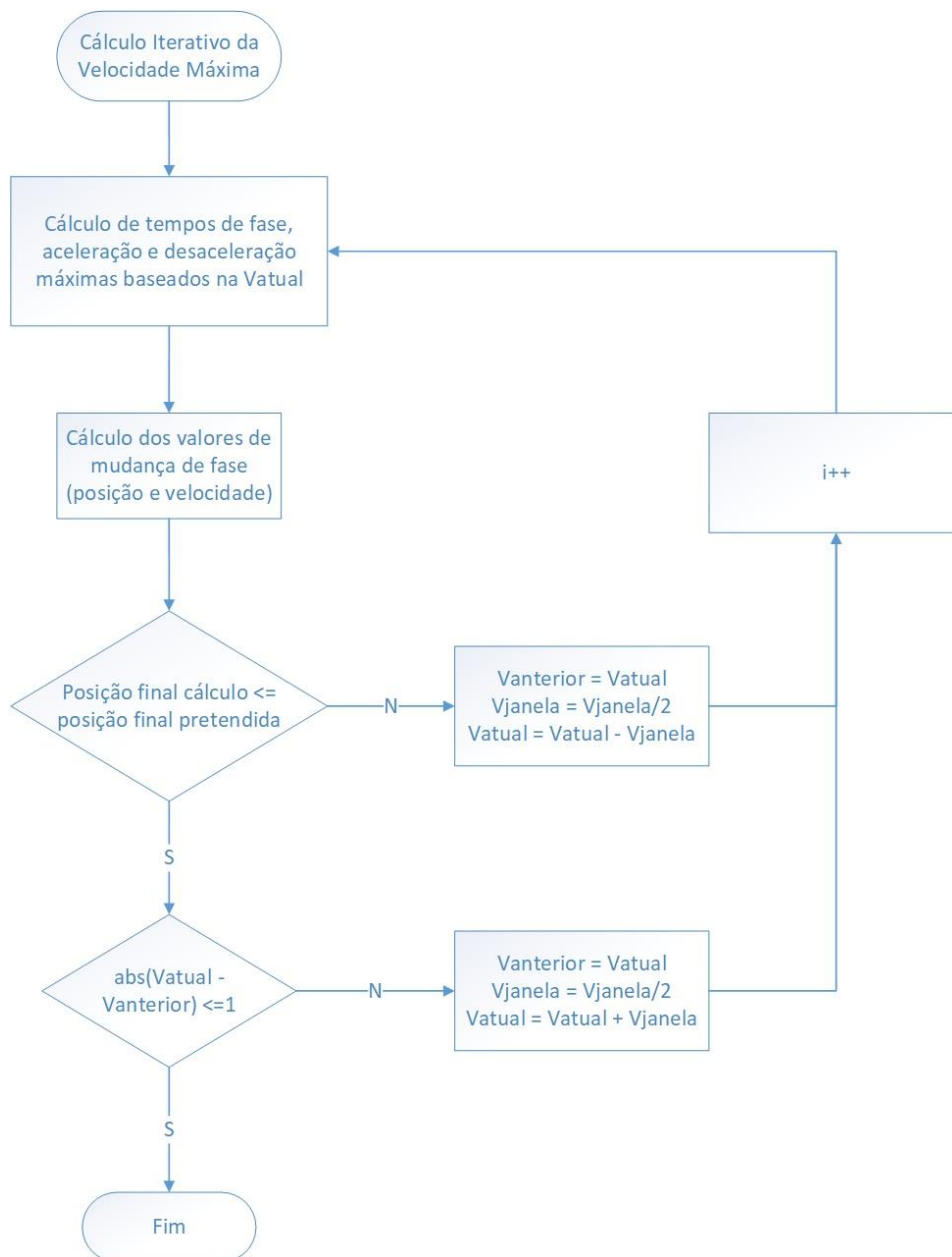 Cálculo Iterativo da
Velocidade Máxima
Cálculo de tempos de fase,
aceleração e desaceleração
máximas baseados na Vatual
Cálculo dos valores de
mudança de fase
(posição e velocidade)
i++
Posição final cálculo <=
posição final pretendida
N
Vanterior = Vatual
Vjanela = Vjanela/2
Vatual = Vatual - Vjanela
S
abs(Vatual -
Vanterior) <=1
N
Vanterior = Vatual
Vjanela = Vjanela/2
Vatual = Vatual + Vjanela
S
Fim